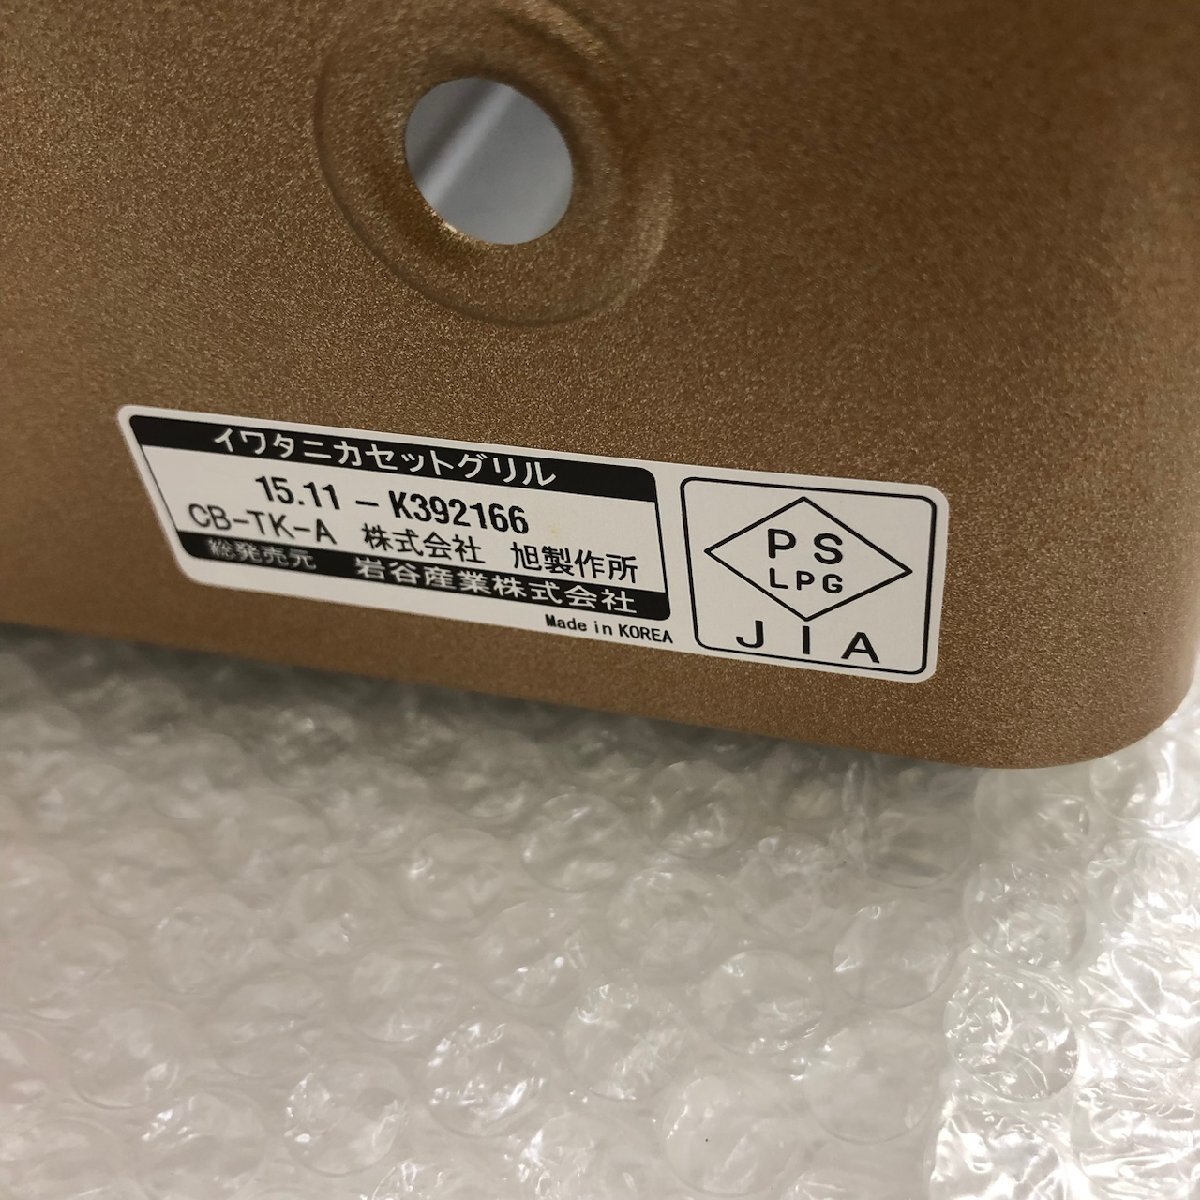 イワタニカセットグリル
15.11－K392166
CB-TK-A 株式会社 旭製作所
総発売元 岩谷産業株式会社
Made in KOREA
PS
LPG
JIA